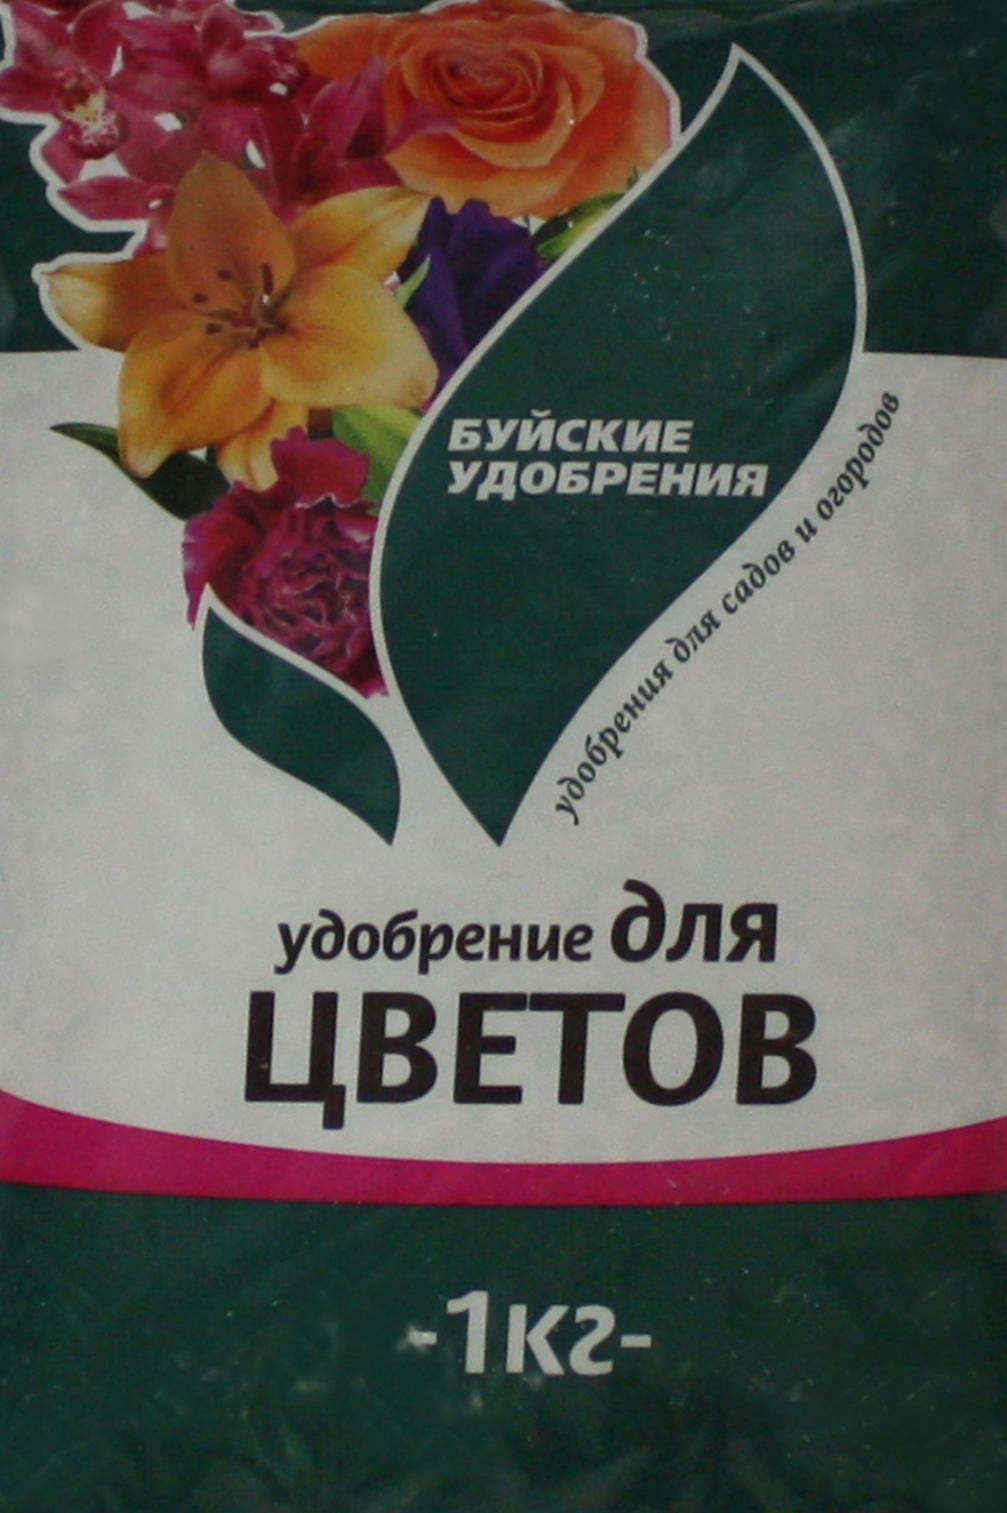 БУЙСКИЕ
УДОБРЕНИЯ
удобрения для садов и огородов
удобрение для
ЦВЕТОВ
-1кг-